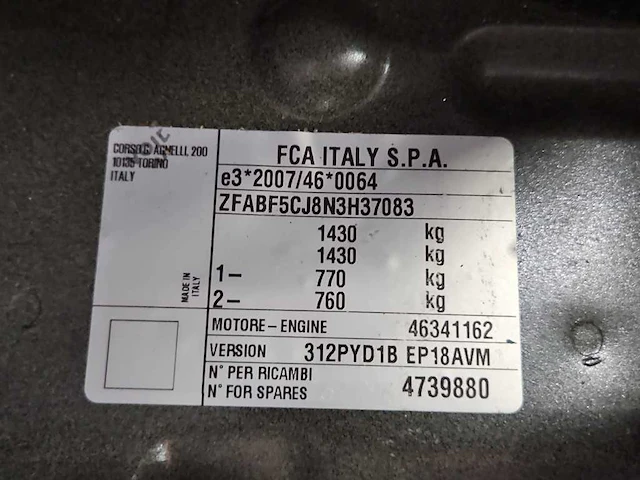 CORSO G. AGNELLI, 200
10135 TORINO
ITALY
FCA ITALY S.P.A.
e3*2007/46*0064
ZFABF5CJ8N3H37083
1430 kg
1430 kg
1– 770 kg
2– 760 kg
MADE IN
ITALY
MOTORE – ENGINE 46341162
VERSION 312PYD1B EP18AVM
N° PER RICAMBI
N° FOR SPARES 4739880